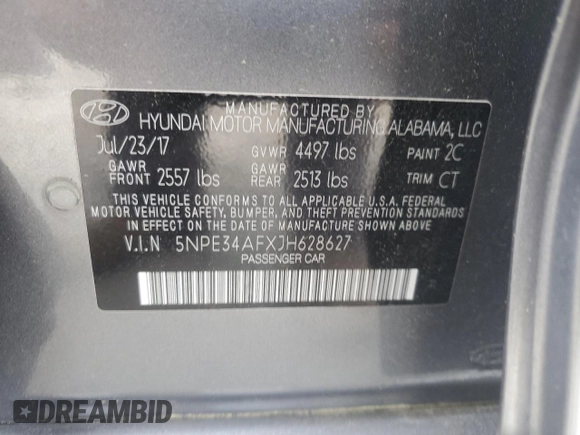 MANUFACTURED BY
HYUNDAI MOTOR MANUFACTURING ALABAMA, LLC
Jul/23/17 GVWR 4497 lbs PAINT 2C
GAWR FRONT 2557 lbs GAWR REAR 2513 lbs TRIM CT
THIS VEHICLE CONFORMS TO ALL APPLICABLE U.S.A. FEDERAL
MOTOR VEHICLE SAFETY, BUMPER, AND THEFT PREVENTION STANDARDS
IN EFFECT ON THE DATE OF MANUFACTURE SHOWN ABOVE.
V.I.N 5NPE34AFXJH628627
PASSENGER CAR
DREAMBID